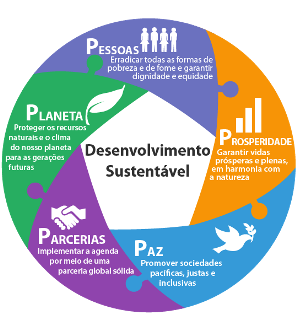 PESSOAS
Erradicar todas as formas de
pobreza e de fome e garantir
dignidade e equidade
PROSPERIDADE
Garantir vidas
prósperas e plenas,
em harmonia com
a natureza
PAZ
Promover sociedades
pacíficas, justas e
inclusivas
PARCERIAS
Implementar a agenda
por meio de uma
parceria global sólida
PLANETA
Proteger os recursos
naturais e o clima
do nosso planeta
para as gerações
futuras
Desenvolvimento
Sustentável